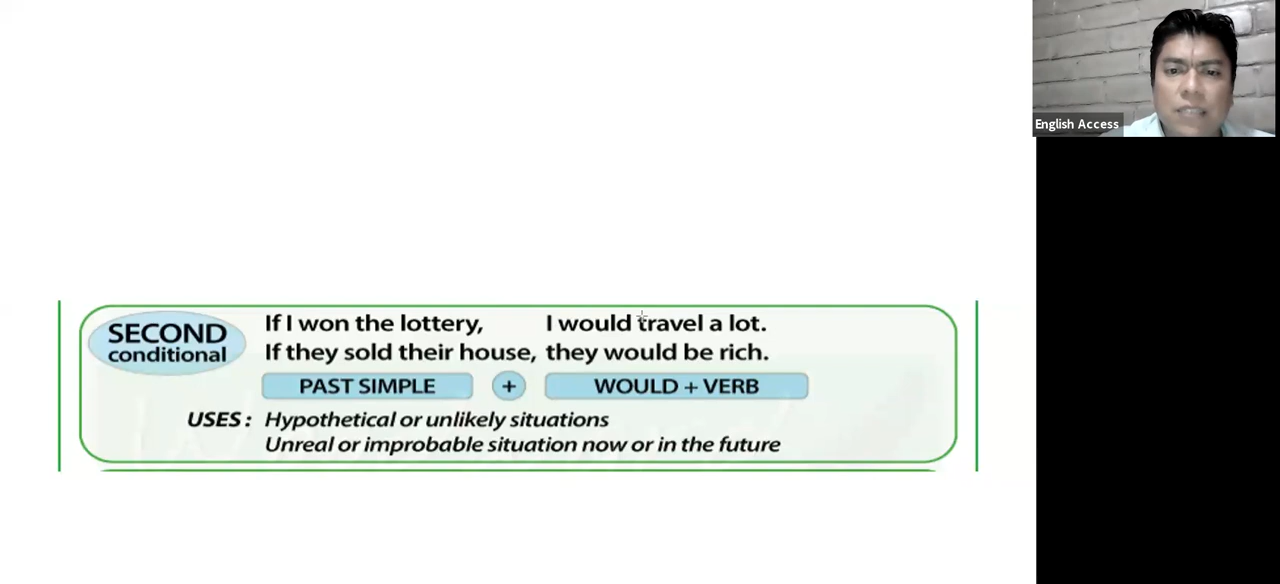 SECOND
conditional
If I won the lottery, I would travel a lot.
If they sold their house, they would be rich.
PAST SIMPLE + WOULD + VERB
USES: Hypothetical or unlikely situations
Unreal or improbable situation now or in the future
English Access